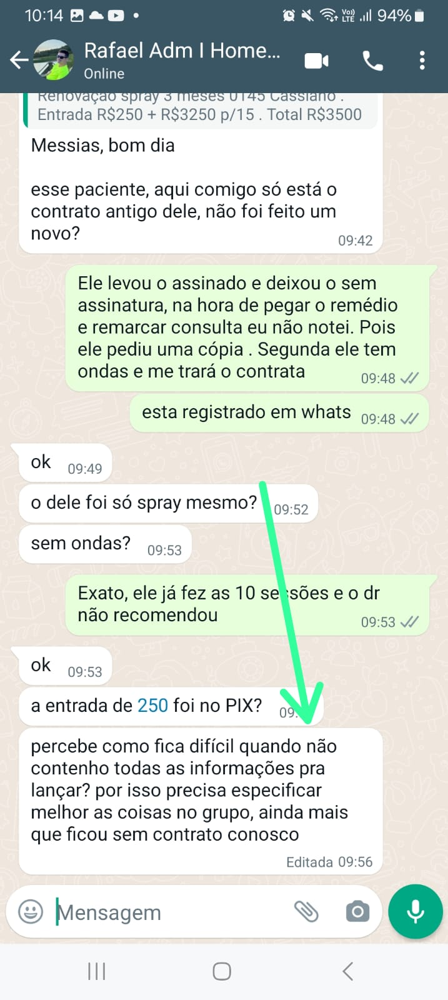 10:14
Vo))
LTE
94%
Rafael Adm I Home...
Online
Renovação spray 3 meses 0145 Cassiano .
Entrada R$250 + R$3250 p/15 . Total R$3500
Messias, bom dia
esse paciente, aqui comigo só está o
contrato antigo dele, não foi feito um
novo?
09:42
Ele levou o assinado e deixou o sem
assinatura, na hora de pegar o remédio
e remarcar consulta eu não notei. Pois
ele pediu uma cópia . Segunda ele tem
ondas e me trará o contrata
09:48
esta registrado em whats 09:48
ok 09:49
o dele foi só spray mesmo? 09:52
sem ondas? 09:53
Exato, ele já fez as 10 sessões e o dr
não recomendou
09:53
ok 09:53
a entrada de 250 foi no PIX? 09:
percebe como fica difícil quando não
contenho todas as informações pra
lançar? por isso precisa especificar
melhor as coisas no grupo, ainda mais
que ficou sem contrato conosco
Editada 09:56
Mensagem